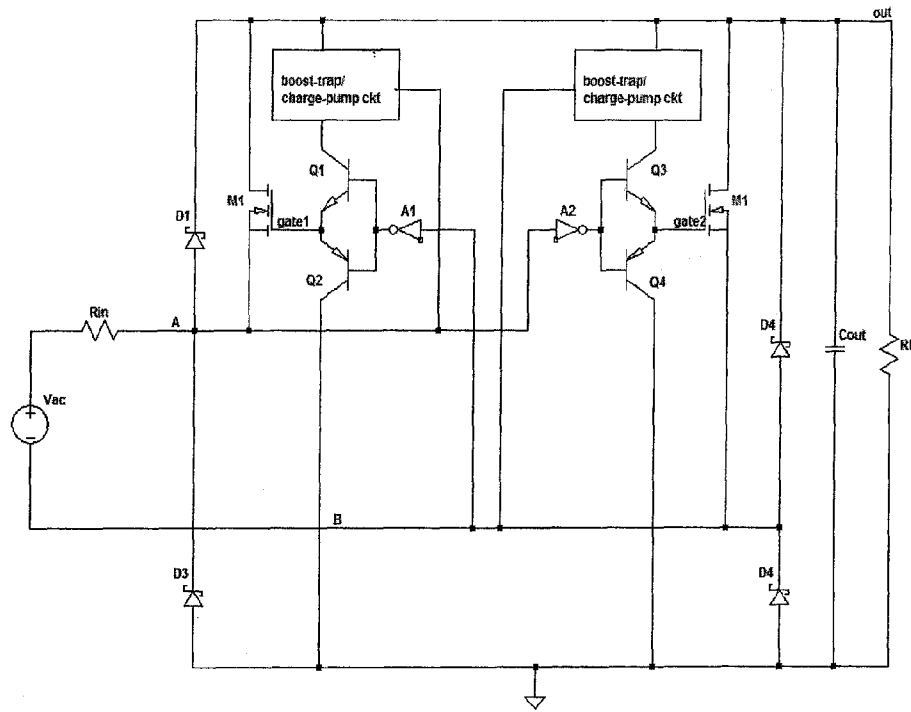 out
boost-trap/
charge-pump ckt
boost-trap/
charge-pump ckt
Q1
Q3
M1
A1
A2
M1
D1
gate1
gate2
Q2
Q4
Rin
A
D4
Cout
Vac
B
D3
D4